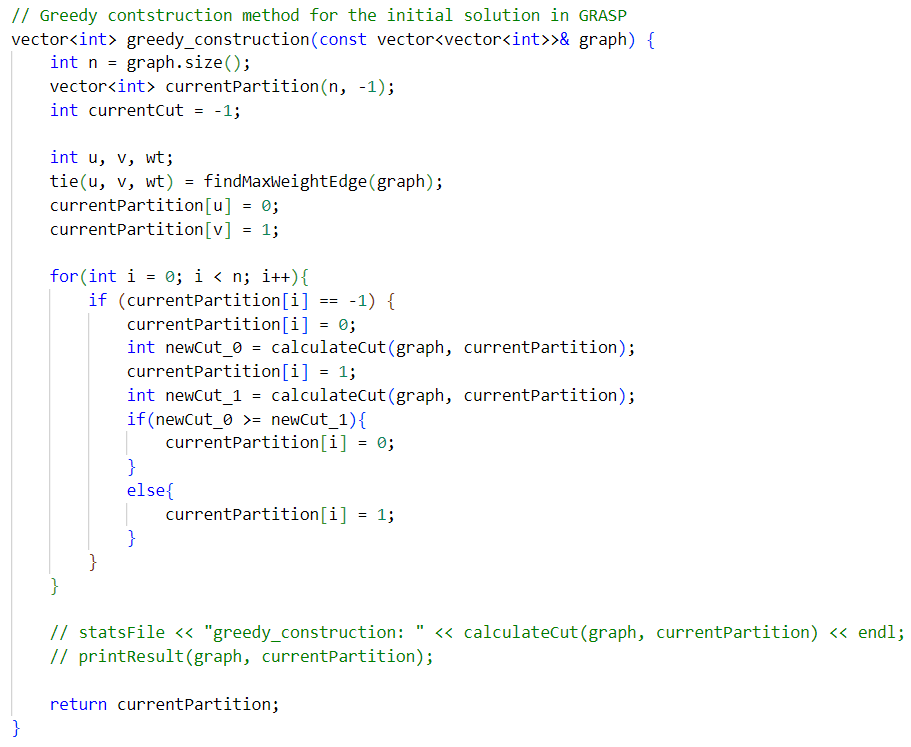 // Greedy contstruction method for the initial solution in GRASP
vector<int> greedy_construction(const vector<vector<int>>& graph) {
    int n = graph.size();
    vector<int> currentPartition(n, -1);
    int currentCut = -1;

    int u, v, wt;
    tie(u, v, wt) = findMaxWeightEdge(graph);
    currentPartition[u] = 0;
    currentPartition[v] = 1;

    for(int i = 0; i < n; i++){
        if (currentPartition[i] == -1) {
            currentPartition[i] = 0;
            int newCut_0 = calculateCut(graph, currentPartition);
            currentPartition[i] = 1;
            int newCut_1 = calculateCut(graph, currentPartition);
            if(newCut_0 >= newCut_1){
                currentPartition[i] = 0;
            }
            else{
                currentPartition[i] = 1;
            }
        }
    }

    // statsFile << "greedy_construction: " << calculateCut(graph, currentPartition) << endl;
    // printResult(graph, currentPartition);

    return currentPartition;
}